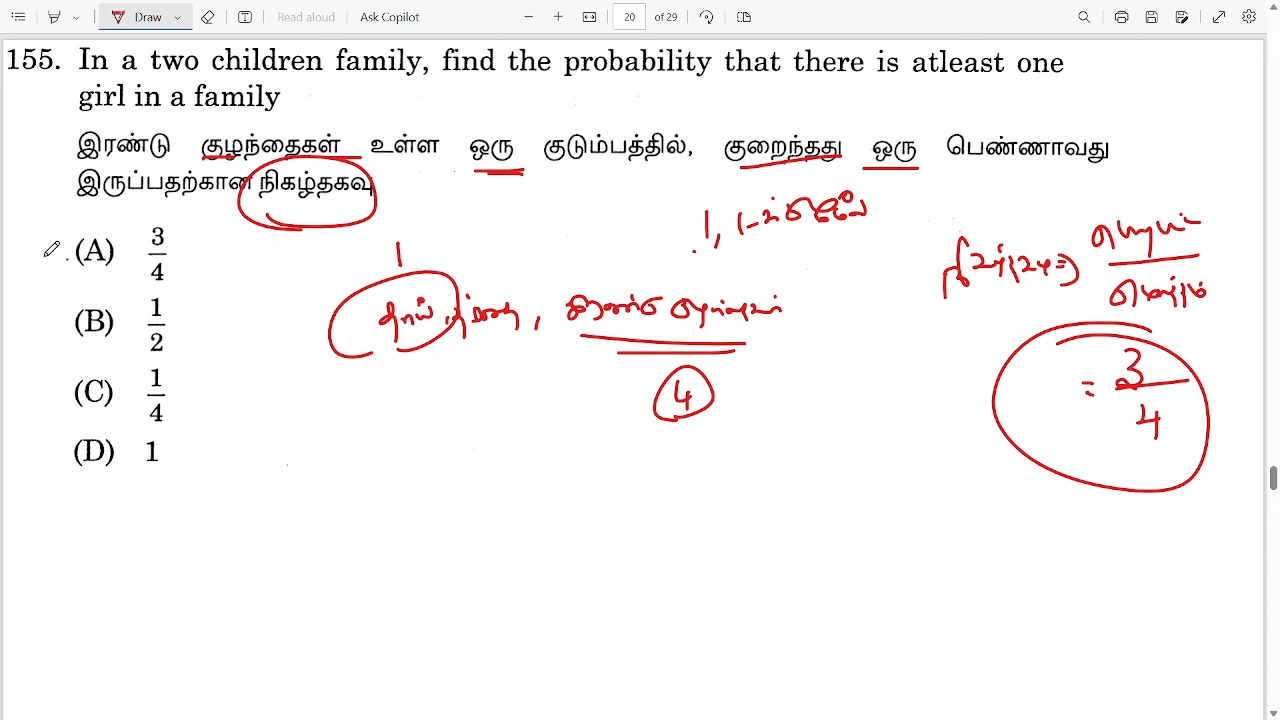 Draw
Read aloud
Ask Copilot
20 of 29
155. In a two children family, find the probability that there is atleast one
girl in a family
இரண்டு குழந்தைகள் உள்ள ஒரு குடும்பத்தில், குறைந்தது ஒரு பெண்ணாவது
இருப்பதற்கான நிகழ்தகவு
(A) 3/4
(B) 1/2
(C) 1/4
(D) 1
1
4
= 3/4